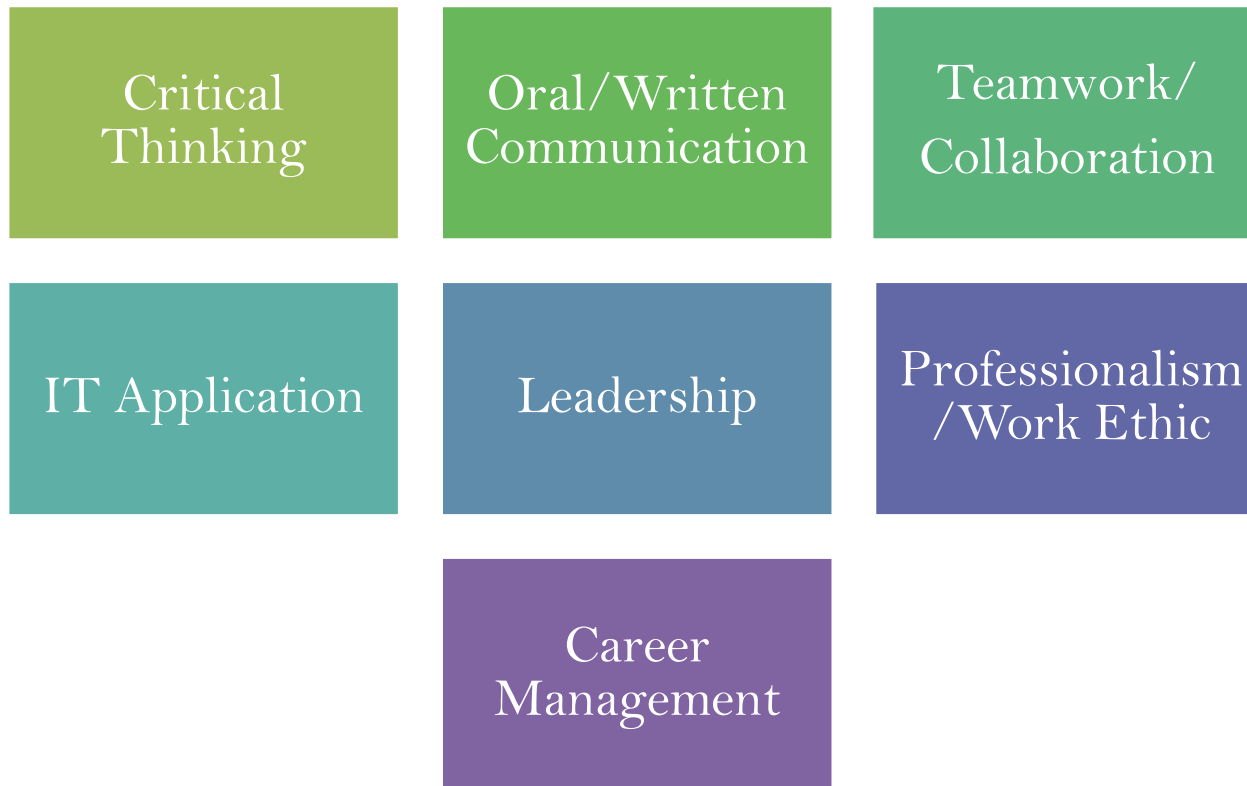 Critical
Thinking
Oral/Written
Communication
Teamwork/
Collaboration
IT Application
Leadership
Professionalism
/Work Ethic
Career
Management